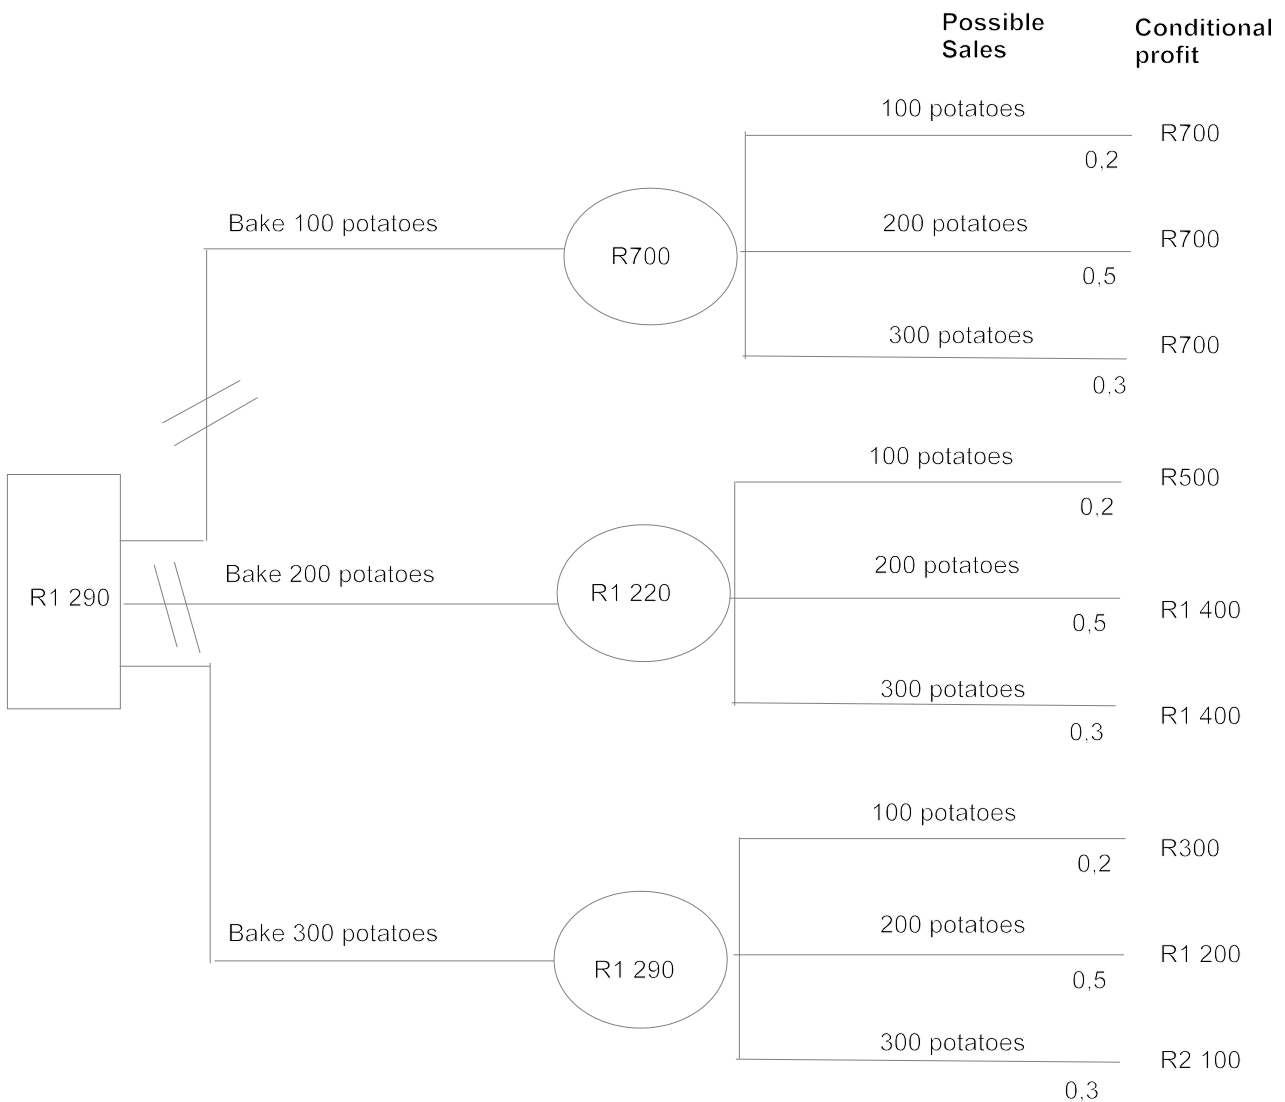 Possible
Sales
Conditional
profit
100 potatoes
R700
0,2
Bake 100 potatoes
200 potatoes
R700
R700
0,5
300 potatoes
R700
0,3
100 potatoes
R500
0,2
Bake 200 potatoes
200 potatoes
R1 290
R1 220
R1 400
0,5
300 potatoes
R1 400
0,3
100 potatoes
R300
0,2
Bake 300 potatoes
200 potatoes
R1 290
R1 200
0,5
300 potatoes
R2 100
0,3